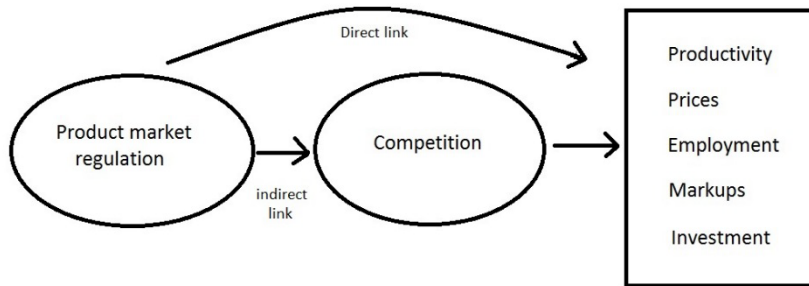 Direct link
Product market
regulation
indirect
link
Competition
Productivity
Prices
Employment
Markups
Investment